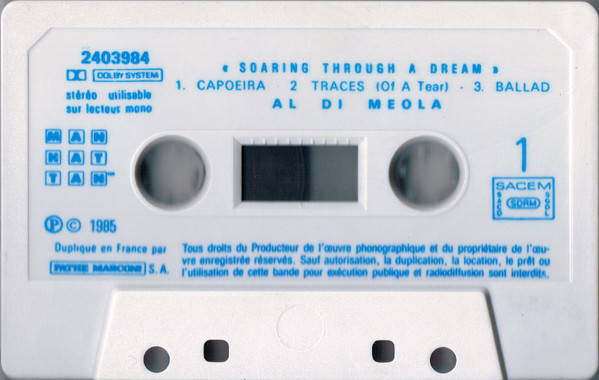 2403984
DOLBY SYSTEM
stéréo utilisable
sur lecteur mono
« SOARING THROUGH A DREAM »
1. CAPOEIRA · 2 TRACES (Of A Tear) · 3. BALLAD
AL DI MEOLA
MAN
HAT
TAN™
1
SACEM
SACD
SDRM
SGDL
℗ © 1985
Dupliqué en France par
PATHE MARCONI S.A.
Tous droits du Producteur de l'œuvre phonographique et du propriétaire de l'œu-
vre enregistrée réservés. Sauf autorisation, la duplication, la location, le prêt ou
l'utilisation de cette bande pour exécution publique et radiodiffusion sont interdits.